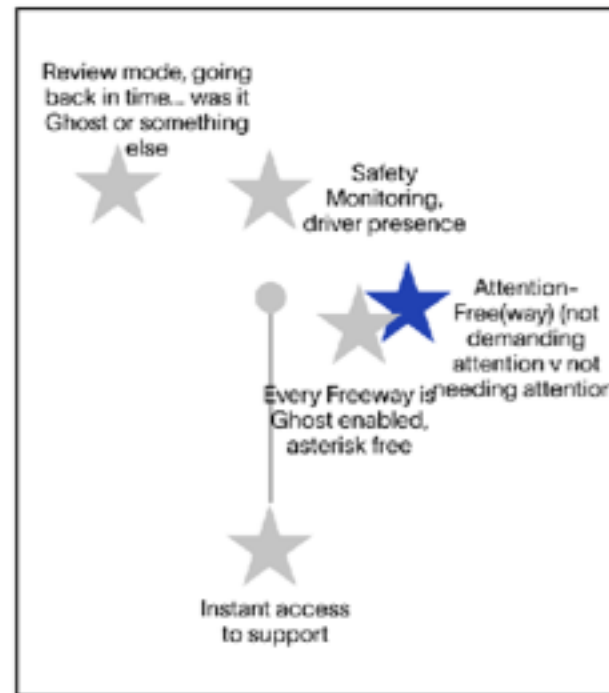 Review mode, going
back in time... was it
Ghost or something
else
Safety
Monitoring,
driver presence
Attention-
Free(way) (not
demanding
attention v not
needing attention
Every Freeway is
Ghost enabled,
asterisk free
Instant access
to support